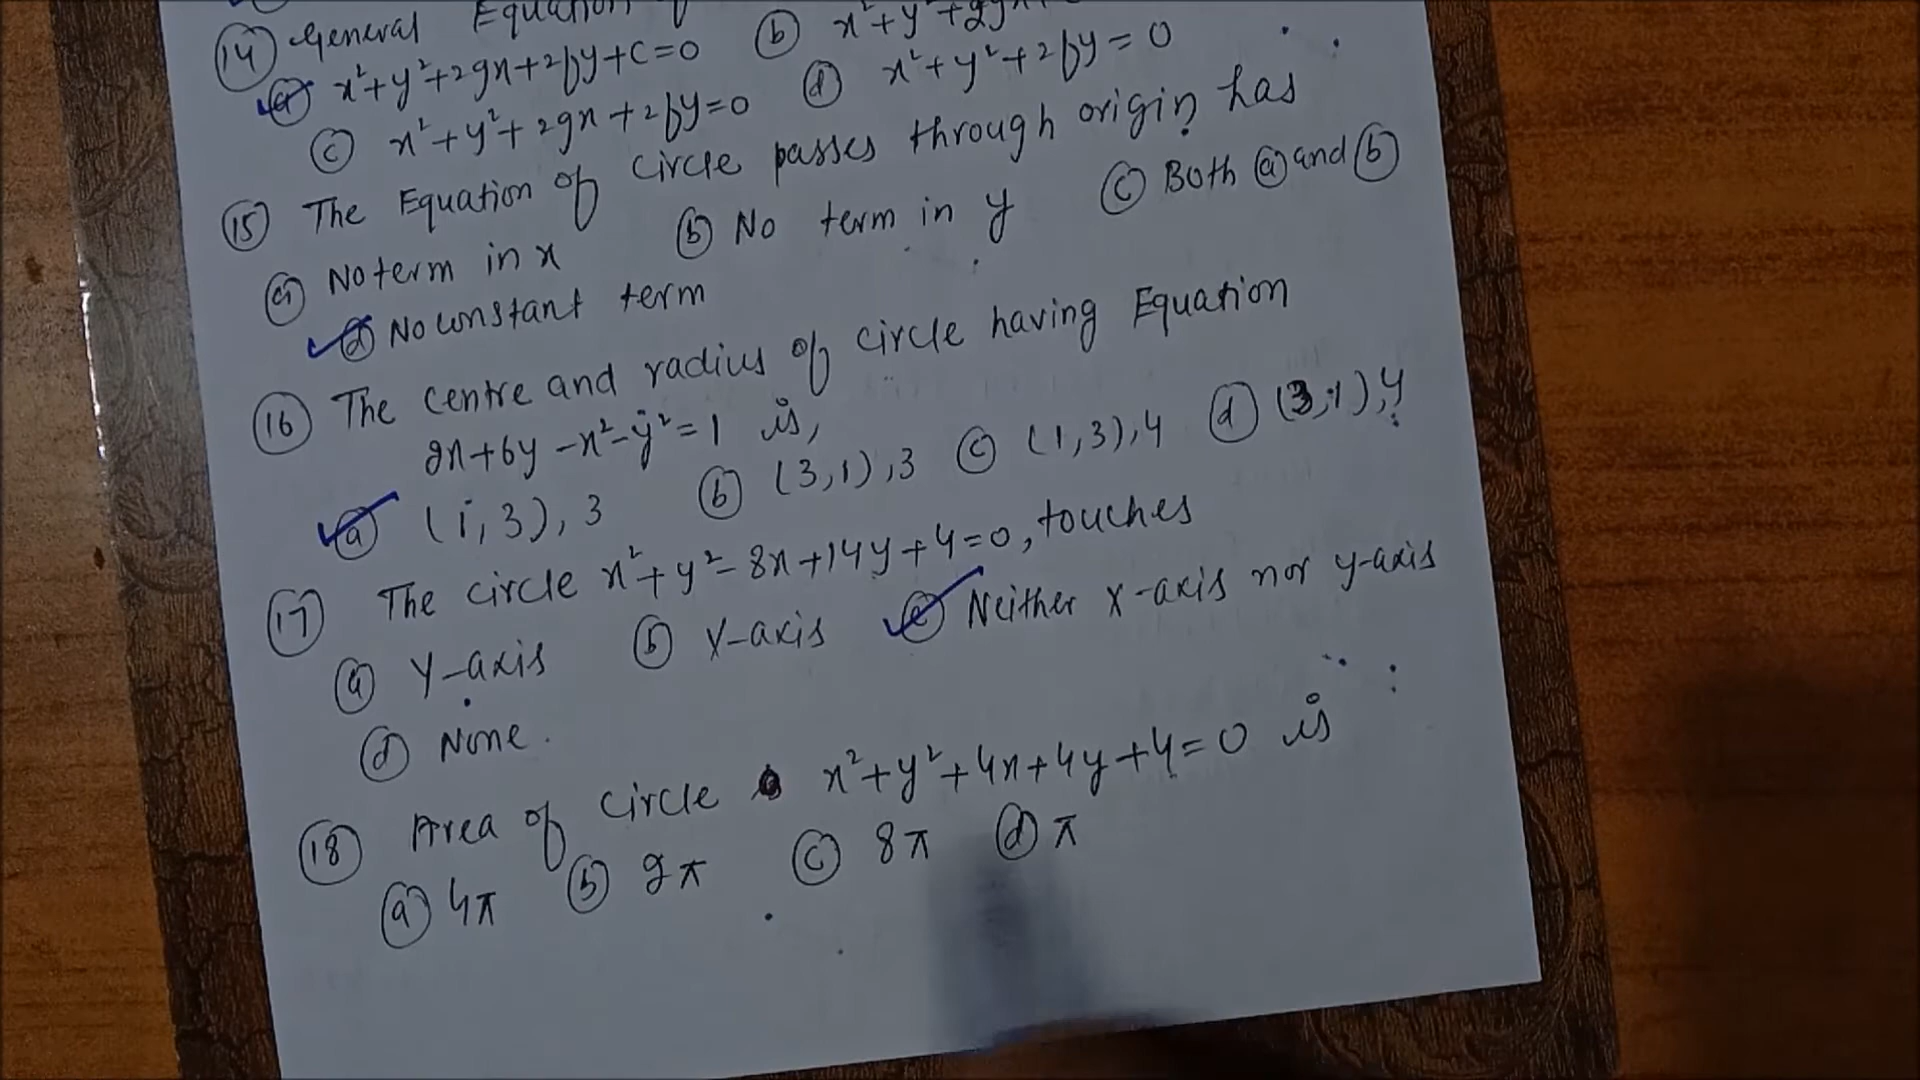 (14) General Equation of
(a) x²+y²+2gx+2fy+c=0 (b) x²+y²+2gx
(c) x²+y²+2gx+2fy=0 (d) x²+y²+2fy=0
(15) The Equation of circle passes through origin has
(a) No term in x (b) No term in y (c) Both (a) and (b)
(d) No constant term
(16) The centre and radius of circle having Equation
2x+6y-x²-y²=1 is,
(a) (1,3),3 (b) (3,1),3 (c) (1,3),4 (d) (3,1),4
(17) The circle x²+y²-8x+14y+4=0, touches
(a) Y-axis (b) X-axis (c) Neither x-axis nor y-axis
(d) None.
(18) Area of circle x²+y²+4x+4y+4=0 is
(a) 4π (b) 2π (c) 8π (d) π